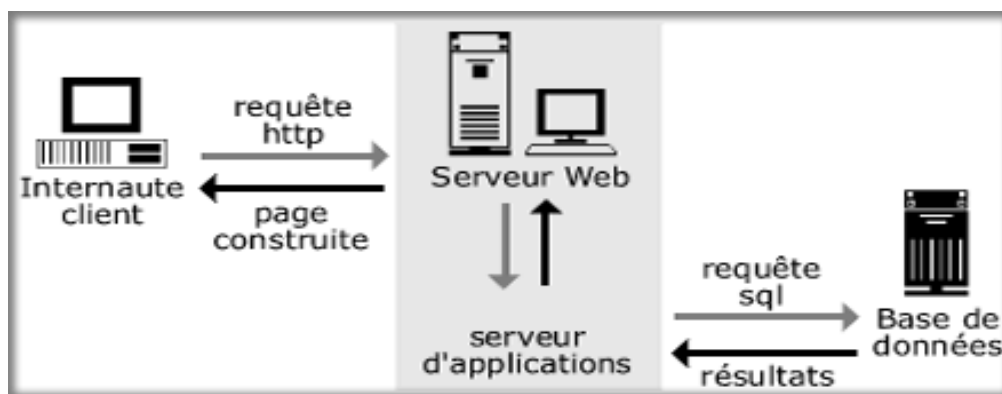 requête
http
Internaute
client
page
construite
Serveur Web
serveur
d'applications
requête
sql
Base de
données
résultats